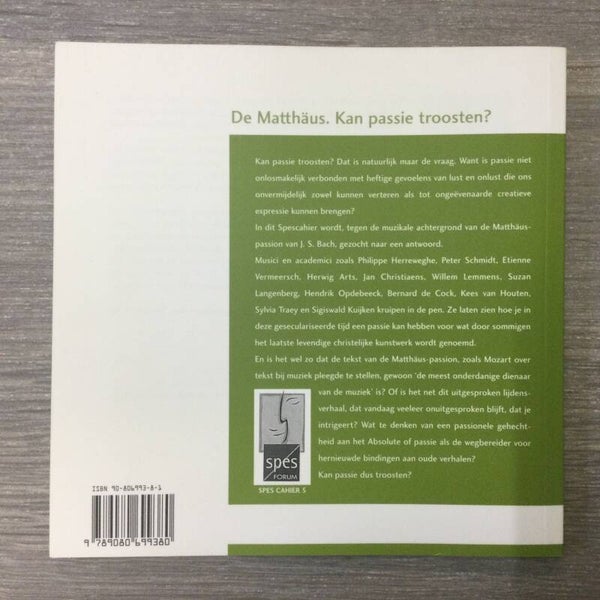 De Matthäus. Kan passie troosten?
Kan passie troosten? Dat is natuurlijk maar de vraag. Want is passie niet
onlosmakelijk verbonden met heftige gevoelens van lust en onlust die ons
onvermijdelijk zowel kunnen verteren als tot ongeëvenaarde creatieve
expressie kunnen brengen?
In dit Spescahier wordt, tegen de muzikale achtergrond van de Matthäus-
passion van J. S. Bach, gezocht naar een antwoord.
Musici en academici zoals Philippe Herreweghe, Peter Schmidt, Etienne
Vermeersch, Herwig Arts, Jan Christiaens, Willem Lemmens, Suzan
Langenberg, Hendrik Opdebeeck, Bernard de Cock, Kees van Houten,
Sylvia Traey en Sigiswald Kuijken kruipen in de pen. Ze laten zien hoe je in
deze geseculariseerde tijd een passie kan hebben voor wat door sommigen
het laatste levendige christelijke kunstwerk wordt genoemd.
En is het wel zo dat de tekst van de Matthäus-passion, zoals Mozart over
tekst bij muziek pleegde te stellen, gewoon 'de meest onderdanige dienaar
van de muziek' is? Of is het net dit uitgesproken lijdens-
verhaal, dat vandaag veeleer onuitgesproken blijft, dat je
intrigeert? Wat te denken van een passionele gehecht-
heid aan het Absolute of passie als de wegbereider voor
hernieuwde bindingen aan oude verhalen?
Kan passie dus troosten?
spes
FORUM
SPES CAHIER 5
ISBN 90-806993-8-1
9 789080 699380